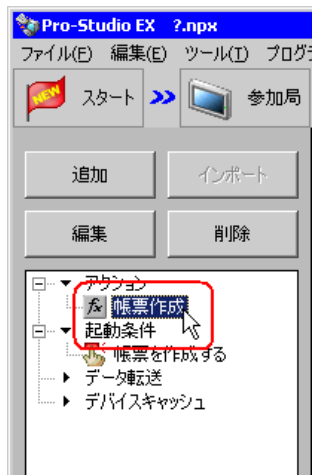 Pro-Studio EX ?.npx
ファイル(F) 編集(E) ツール(T) プログ
NEW スタート >> 参加局
追加 インポート
編集 削除
アクション
fx 帳票作成
起動条件
帳票を作成する
データ転送
デバイスキャッシュ